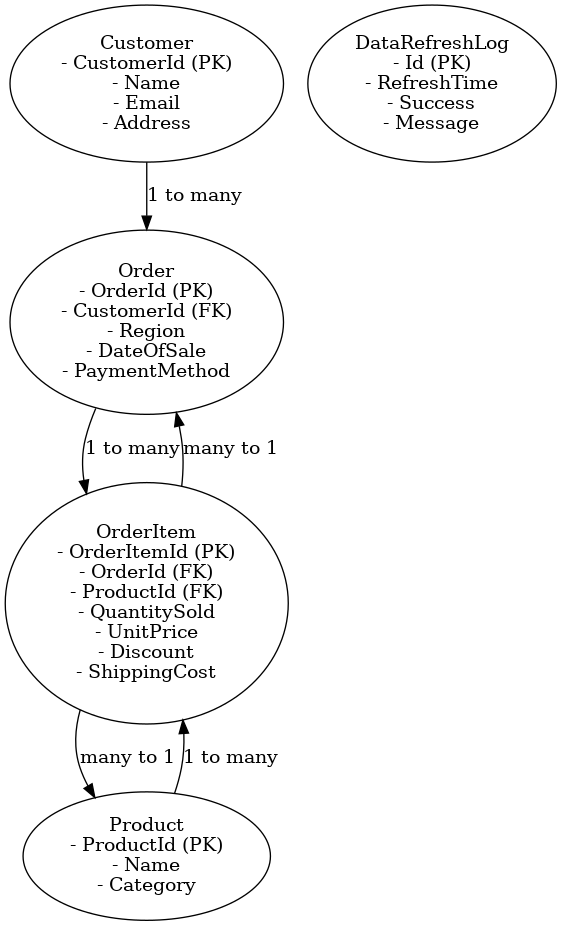 Customer
- CustomerId (PK)
- Name
- Email
- Address
DataRefreshLog
- Id (PK)
- RefreshTime
- Success
- Message
1 to many
Order
- OrderId (PK)
- CustomerId (FK)
- Region
- DateOfSale
- PaymentMethod
1 to many
many to 1
OrderItem
- OrderItemId (PK)
- OrderId (FK)
- ProductId (FK)
- QuantitySold
- UnitPrice
- Discount
- ShippingCost
many to 1
1 to many
Product
- ProductId (PK)
- Name
- Category